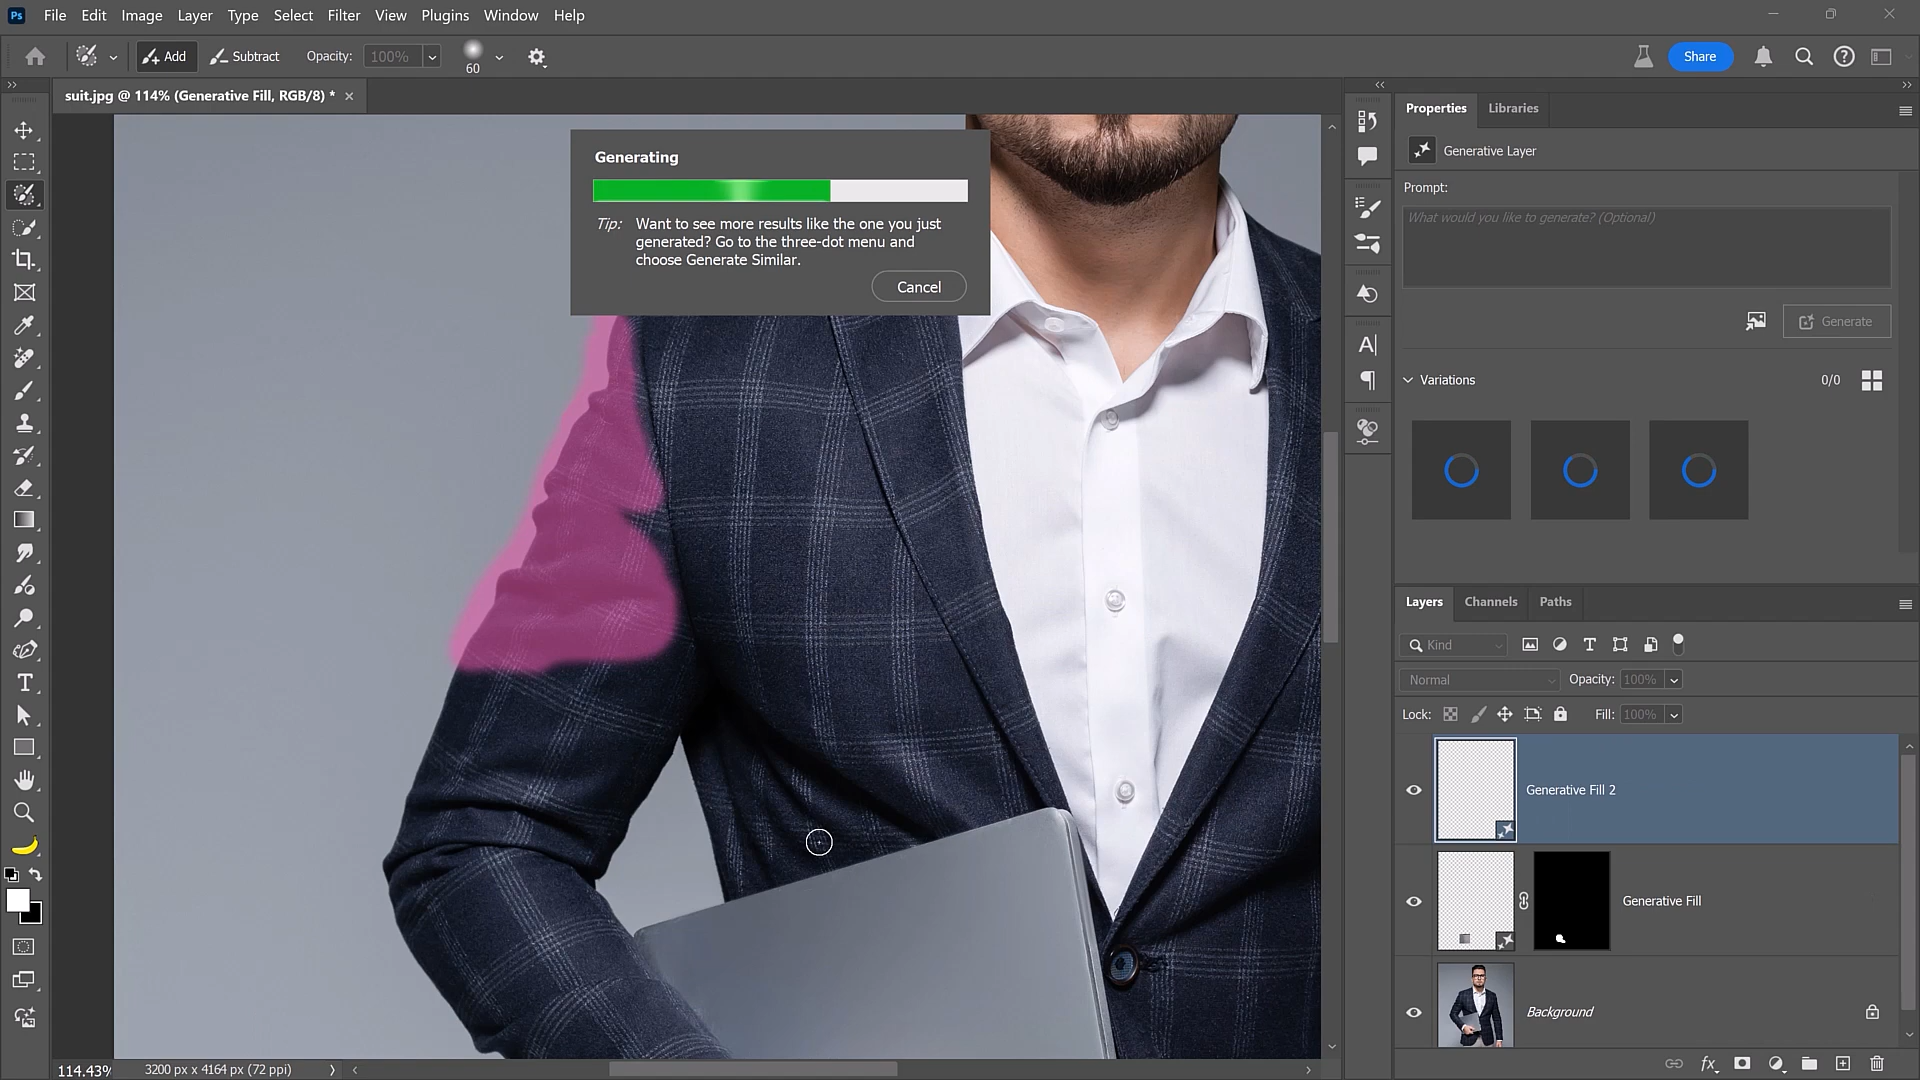 Ps File Edit Image Layer Type Select Filter View Plugins Window Help
Add Subtract Opacity: 100% 60 Share
suit.jpg @ 114% (Generative Fill, RGB/8) * ×
Generating
Tip: Want to see more results like the one you just
generated? Go to the three-dot menu and
choose Generate Similar.
Cancel
Properties Libraries
Generative Layer
Prompt:
What would you like to generate? (Optional)
Generate
Variations 0/0
Layers Channels Paths
Kind
Normal Opacity: 100%
Lock: Fill: 100%
Generative Fill 2
Generative Fill
Background
114.43% 3200 px x 4164 px (72 ppi)